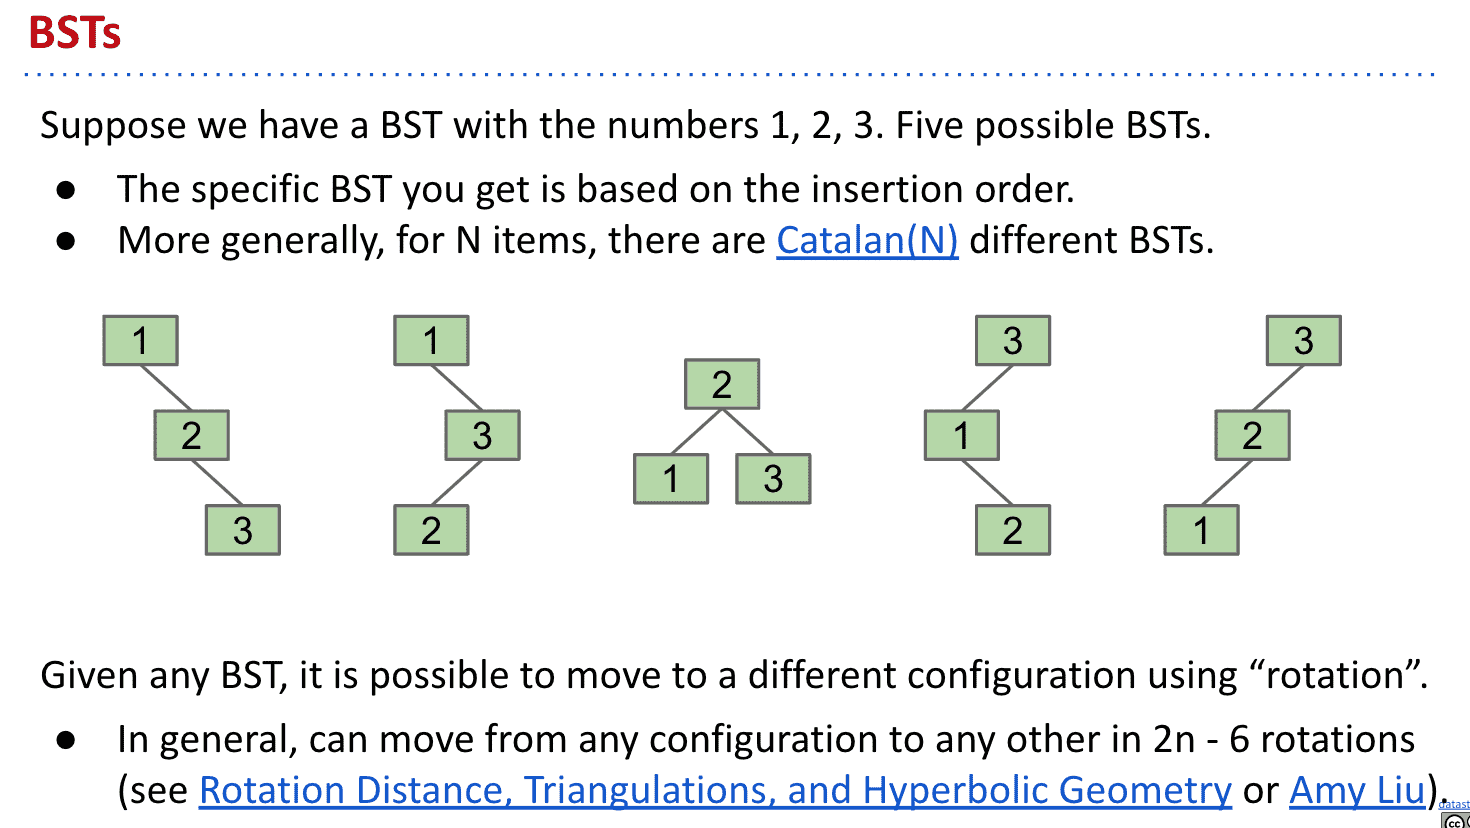 BSTs
Suppose we have a BST with the numbers 1, 2, 3. Five possible BSTs.
● The specific BST you get is based on the insertion order.
● More generally, for N items, there are Catalan(N) different BSTs.
1
2
3
1
3
2
2
1 3
3
1
2
3
2
1
Given any BST, it is possible to move to a different configuration using “rotation”.
● In general, can move from any configuration to any other in 2n - 6 rotations
(see Rotation Distance, Triangulations, and Hyperbolic Geometry or Amy Liu).
datast
cc